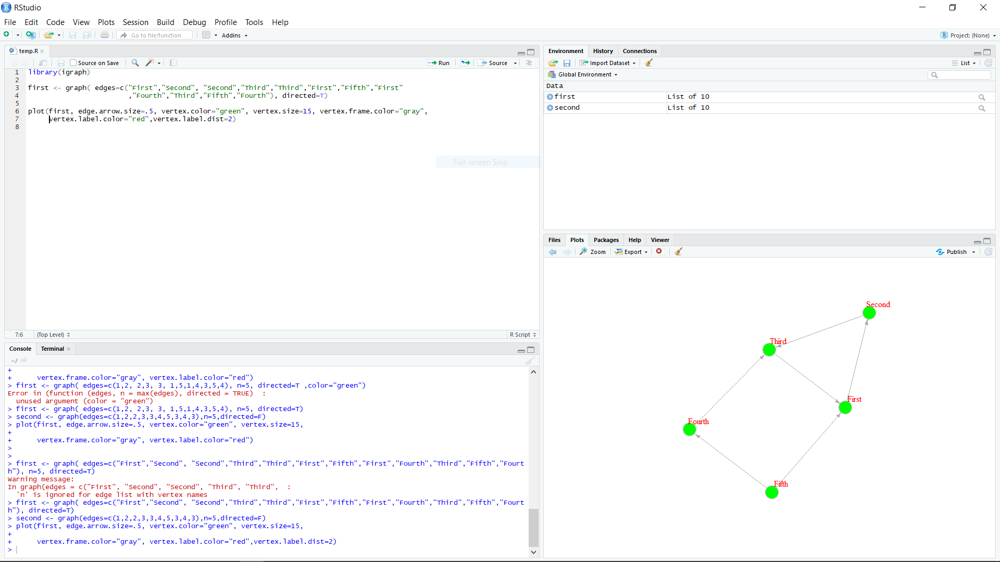 RStudio
File Edit Code View Plots Session Build Debug Profile Tools Help
Go to file/function Addins Project: (None)
temp.R
Source on Save Run Source
1 library(igraph)
2
3 first <- graph( edges=c("First","Second", "Second","Third","Third","First","Fifth","First"
4 ,"Fourth","Third","Fifth","Fourth"), directed=T)
5
6 plot(first, edge.arrow.size=.5, vertex.color="green", vertex.size=15, vertex.frame.color="gray",
7 vertex.label.color="red",vertex.label.dist=2)
8
Full-screen Snip
7:6 (Top Level) R Script
Console Terminal
~/
+
+ vertex.frame.color="gray", vertex.label.color="red")
> first <- graph( edges=c(1,2, 2,3, 3, 1,5,1,4,3,5,4), n=5, directed=T ,color="green")
Error in (function (edges, n = max(edges), directed = TRUE) :
unused argument (color = "green")
> first <- graph( edges=c(1,2, 2,3, 3, 1,5,1,4,3,5,4), n=5, directed=T)
> second <- graph(edges=c(1,2,2,3,3,4,5,3,4,3),n=5,directed=F)
> plot(first, edge.arrow.size=.5, vertex.color="green", vertex.size=15,
+
+ vertex.frame.color="gray", vertex.label.color="red")
>
>
> first <- graph( edges=c("First","Second", "Second","Third","Third","First","Fifth","First","Fourth","Third","Fifth","Fourt
h"), n=5, directed=T)
Warning message:
In graph(edges = c("First", "Second", "Second", "Third", "Third", :
'n' is ignored for edge list with vertex names
> first <- graph( edges=c("First","Second", "Second","Third","Third","First","Fifth","First","Fourth","Third","Fifth","Fourt
h"), directed=T)
> second <- graph(edges=c(1,2,2,3,3,4,5,3,4,3),n=5,directed=F)
> plot(first, edge.arrow.size=.5, vertex.color="green", vertex.size=15,
+
+ vertex.frame.color="gray", vertex.label.color="red",vertex.label.dist=2)
>
Environment History Connections
Import Dataset List
Global Environment
Data
first List of 10
second List of 10
Files Plots Packages Help Viewer
Zoom Export Publish
Second
Third
First
Fourth
Fifth